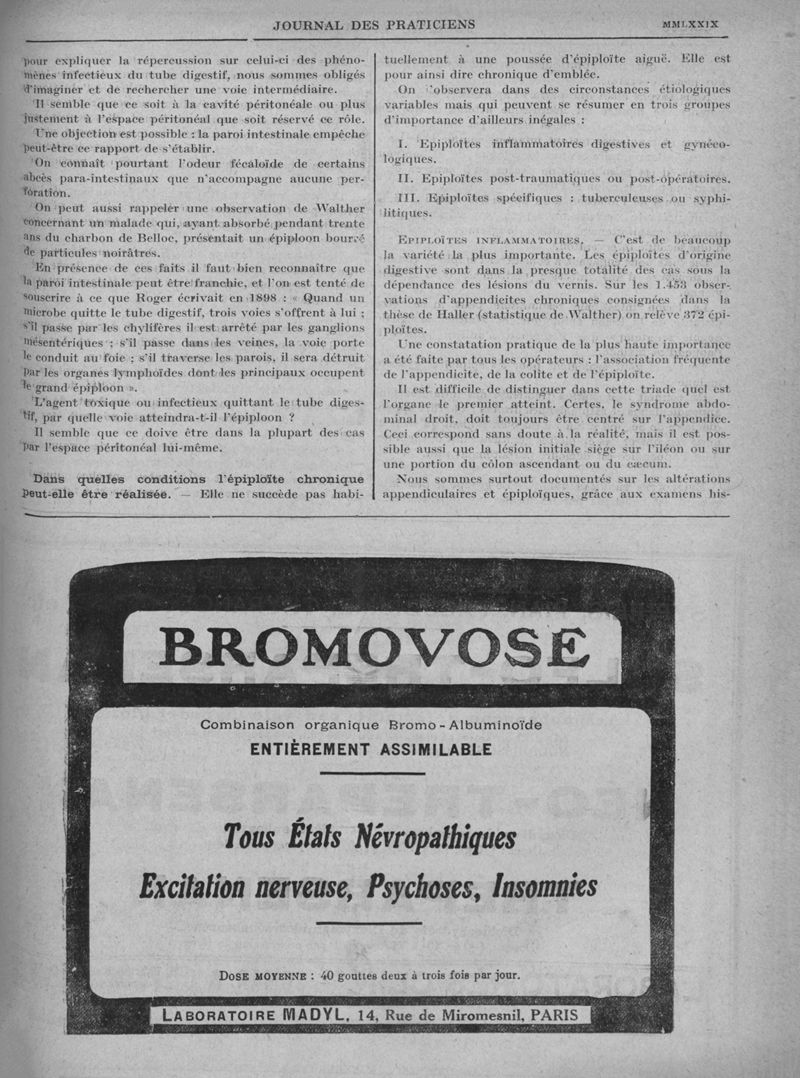 JOURNAL DES PRATICIENS
MMLXXIX
pour expliquer la répercussion sur celui-ci des phéno-
mènes infectieux du tube digestif, nous sommes obligés
d'imaginer et de rechercher une voie intermédiaire.
Il semble que ce soit à la cavité péritonéale ou plus
justement à l'espace péritonéal que soit réservé ce rôle.
Une objection est possible : la paroi intestinale empêche
peut-être ce rapport de s'établir.
On connaît pourtant l'odeur fécaloïde de certains
abcès para-intestinaux que n'accompagne aucune per-
foration.
On peut aussi rappeler une observation de Walther
concernant un malade qui, ayant absorbé pendant trente
ans du charbon de Belloc, présentait un épiploon bourré
de particules noirâtres.
En présence de ces faits il faut bien reconnaître que
la paroi intestinale peut être franchie, et l'on est tenté de
souscrire à ce que Roger écrivait en 1898 : « Quand un
microbe quitte le tube digestif, trois voies s'offrent à lui ;
s'il passe par les chylifères il est arrêté par les ganglions
mésentériques ; s'il passe dans les veines, la voie porte
le conduit au foie ; s'il traverse les parois, il sera détruit
par les organes lymphoïdes dont les principaux occupent
le grand épiploon ».
L'agent toxique ou infectieux quittant le tube diges-
tif, par quelle voie atteindra-t-il l'épiploon ?
Il semble que ce doive être dans la plupart des cas
par l'espace péritonéal lui-même.
Dans quelles conditions l'épiploïte chronique
peut-elle être réalisée. — Elle ne succède pas habi-
tuellement à une poussée d'épiploïte aiguë. Elle est
pour ainsi dire chronique d'emblée.
On l'observera dans des circonstances étiologiques
variables mais qui peuvent se résumer en trois groupes
d'importance d'ailleurs inégales :
I. Epiploïtes inflammatoires digestives et gynéco-
logiques.
II. Epiploïtes post-traumatiques ou post-opératoires.
III. Epiploïtes spécifiques : tuberculeuses ou syphi-
litiques.
EPIPLOÏTES INFLAMMATOIRES. — C'est de beaucoup
la variété la plus importante. Les épiploïtes d'origine
digestive sont dans la presque totalité des cas sous la
dépendance des lésions du vernis. Sur les 1.453 obser-
vations d'appendicites chroniques consignées dans la
thèse de Haller (statistique de Walther) on relève 372 épi-
ploïtes.
Une constatation pratique de la plus haute importance
a été faite par tous les opérateurs : l'association fréquente
de l'appendicite, de la colite et de l'épiploïte.
Il est difficile de distinguer dans cette triade quel est
l'organe le premier atteint. Certes, le syndrome abdo-
minal droit, doit toujours être centré sur l'appendice.
Ceci correspond sans doute à la réalité, mais il est pos-
sible aussi que la lésion initiale siège sur l'iléon ou sur
une portion du côlon ascendant ou du cæcum.
Nous sommes surtout documentés sur les altérations
appendiculaires et épiploïques, grâce aux examens his-
BROMOVOSE
Combinaison organique Bromo-Albuminoïde
ENTIÈREMENT ASSIMILABLE
Tous États Névropathiques
Excitation nerveuse, Psychoses, Insomnies
DOSE MOYENNE : 40 gouttes deux à trois fois par jour.
LABORATOIRE MADYL, 14, Rue de Miromesnil, PARIS